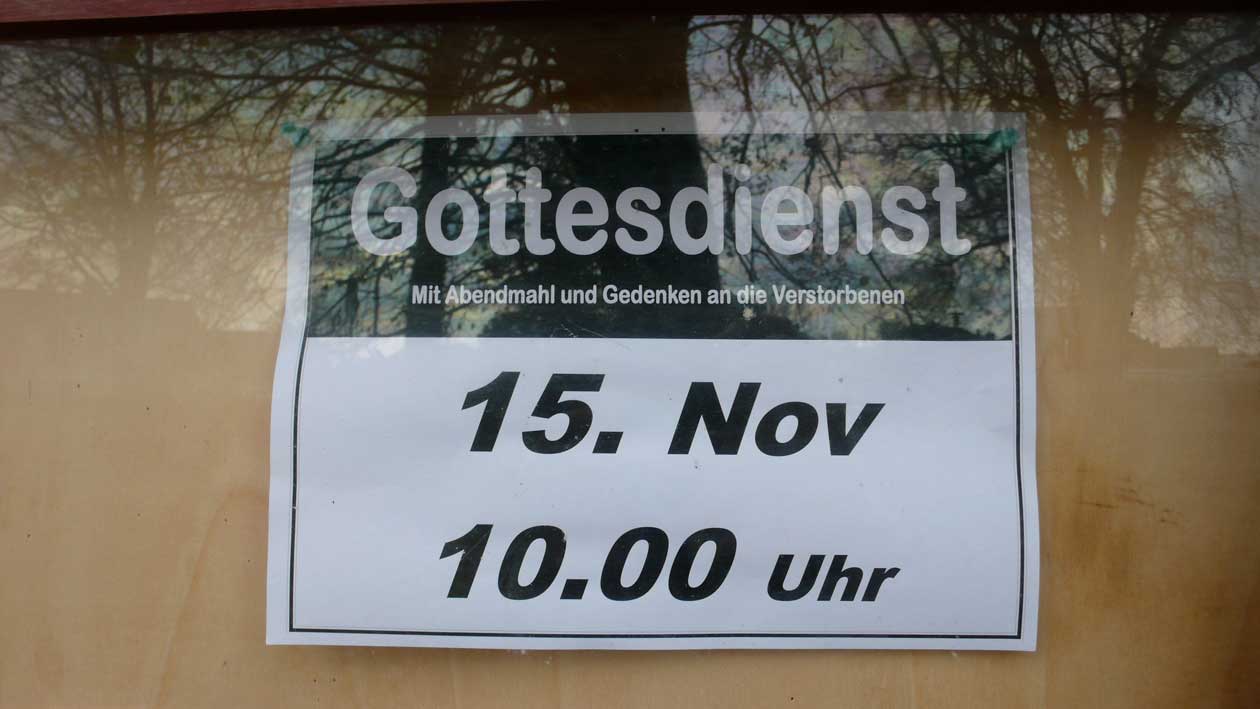 Gottesdienst
Mit Abendmahl und Gedenken an die Verstorbenen
15. Nov
10.00 Uhr